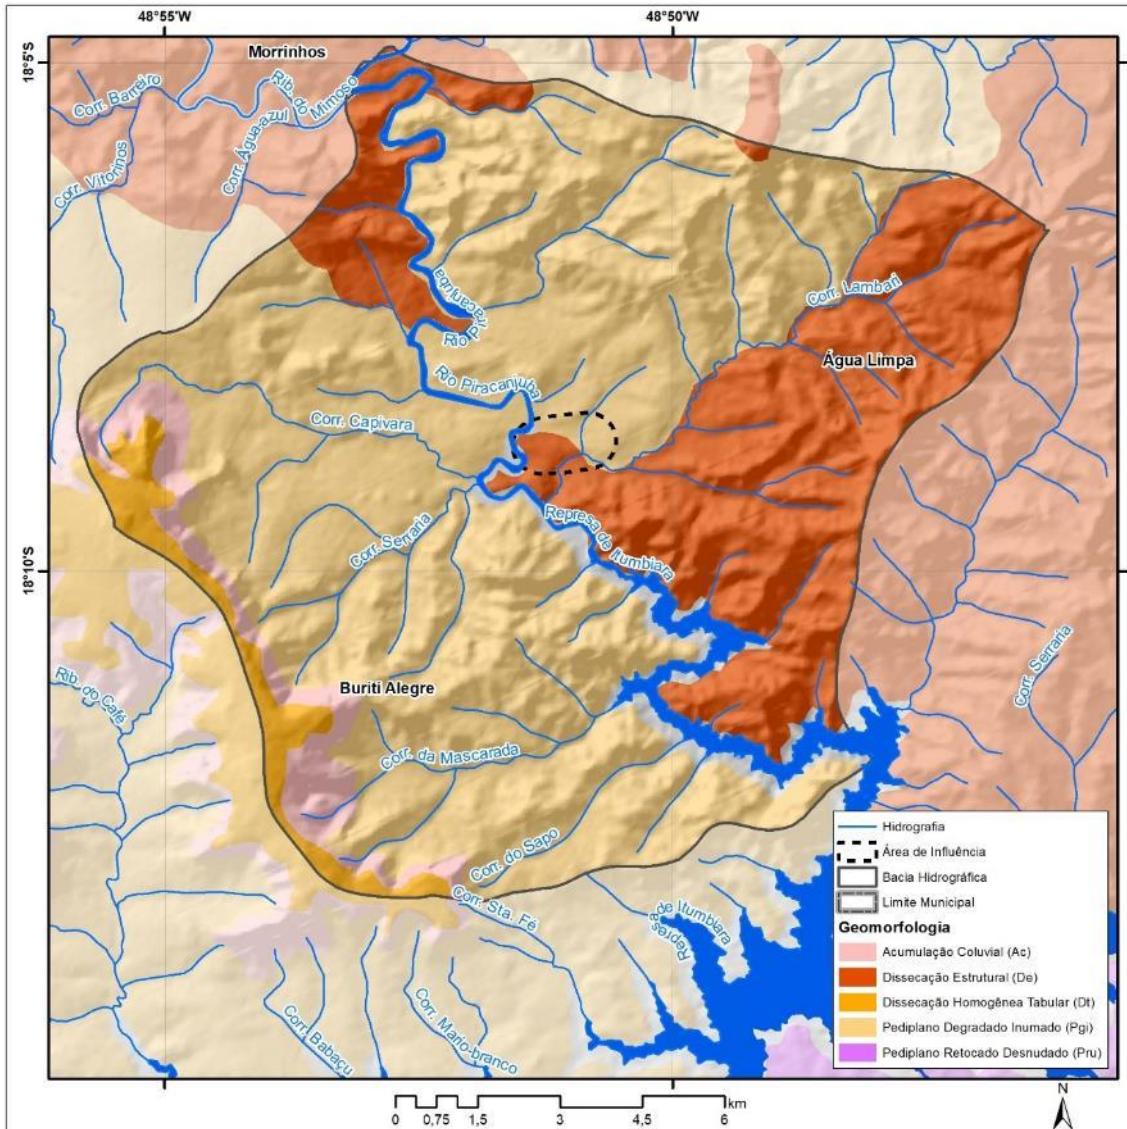 48°55'W
48°50'W
18°5'S
Morrinhos
Corr. Barreiro
Rib. do Mimoso
Corr. Água-azul
Corr. Vitorinos
Corr. Lambari
Rio Piracanjuba
Água Limpa
Rio Piracanjuba
Corr. Capivara
Corr. Serraria
Represa de Itumbiara
18°10'S
Corr. Serraria
Rib. do Café
Buriti Alegre
Corr. da Mascarada
Corr. do Sapo
Corr. Sta. Fé
Represa de Itumbiara
Corr. Babaçu
Corr. Mario-branco
Hidrografia
Área de Influência
Bacia Hidrográfica
Limite Municipal
Geomorfologia
Acumulação Coluvial (Ac)
Dissecação Estrutural (De)
Dissecação Homogênea Tabular (Dt)
Pediplano Degradado Inumado (Pgi)
Pediplano Retocado Desnudado (Pru)
km
0 0,75 1,5 3 4,5 6
N